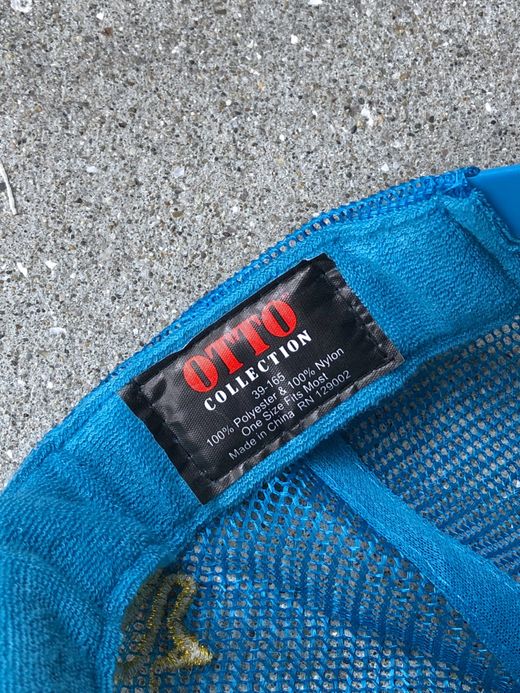 OTTO
COLLECTION
39-165
100% Polyester & 100% Nylon
One Size Fits Most
Made in China RN 129002